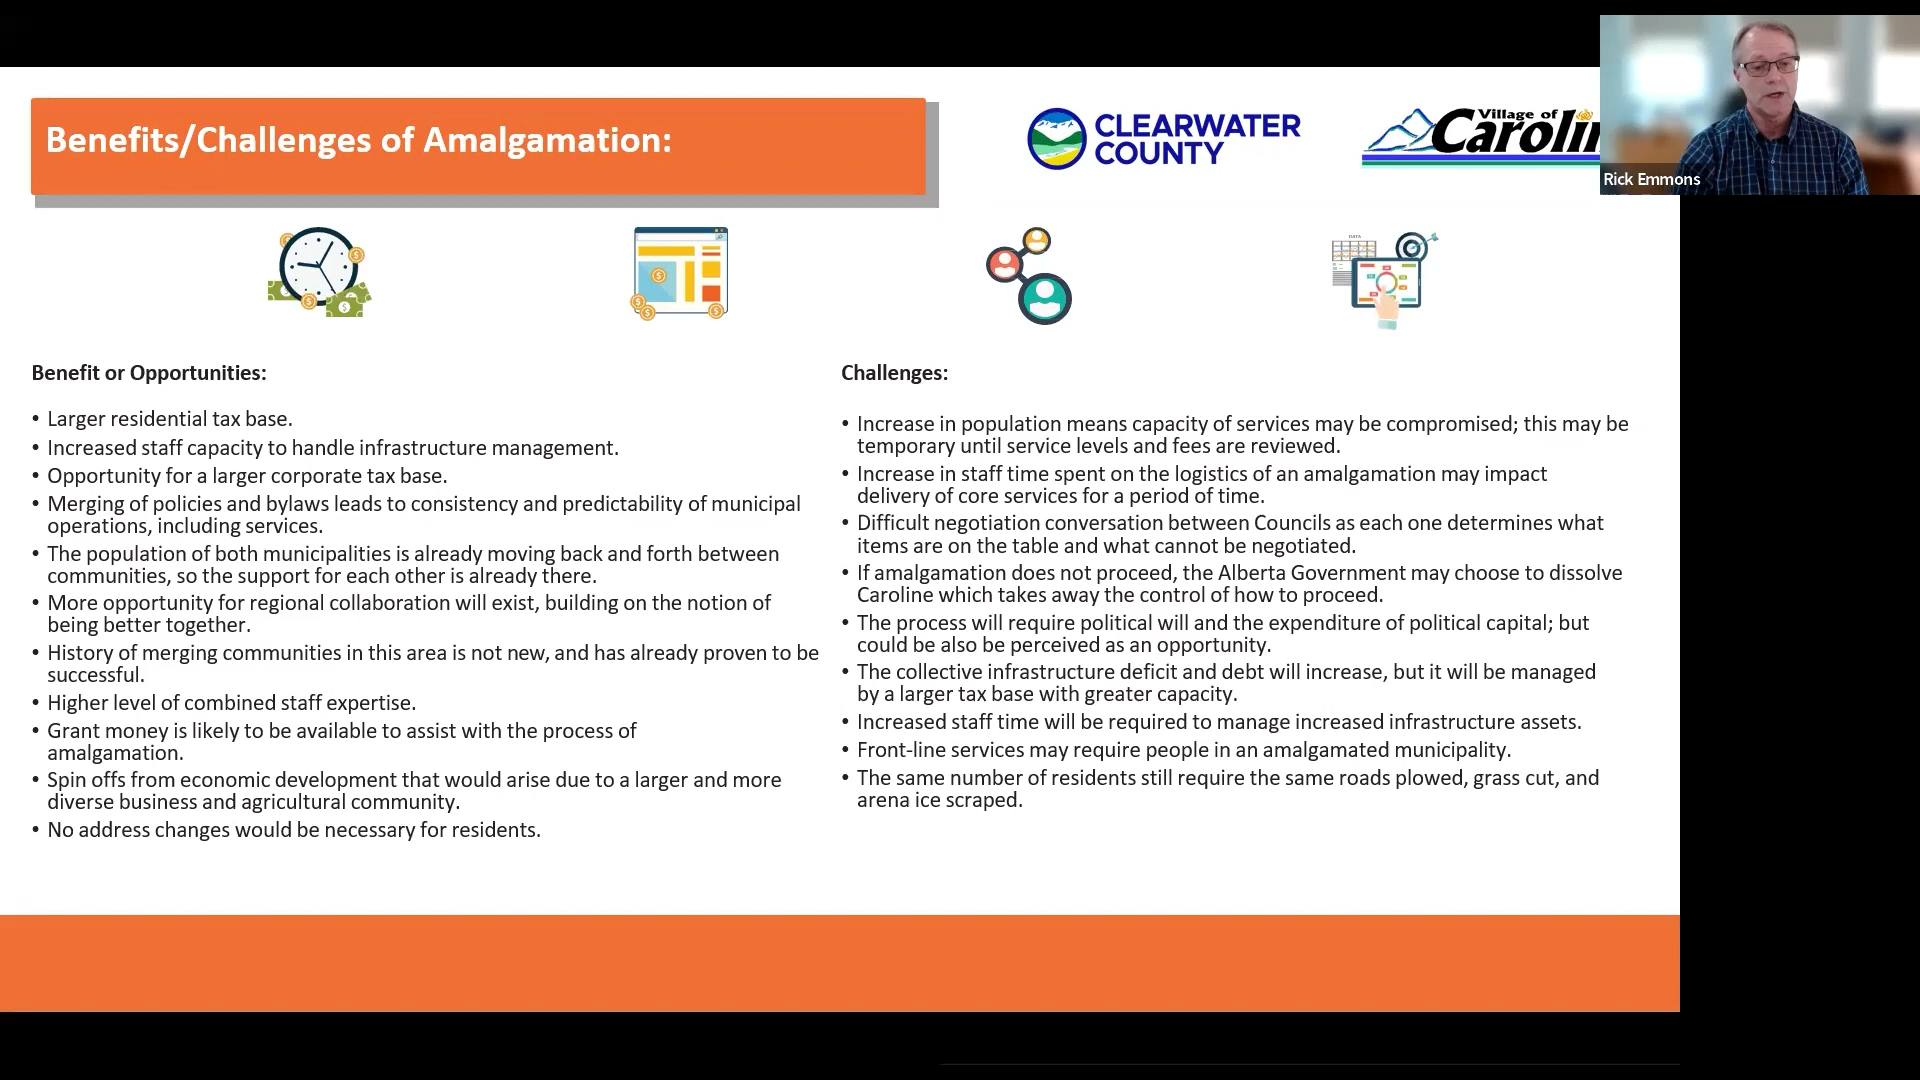 Benefits/Challenges of Amalgamation:
CLEARWATER
COUNTY
Village of
Carolin
Rick Emmons
DATA
Benefit or Opportunities:
• Larger residential tax base.
• Increased staff capacity to handle infrastructure management.
• Opportunity for a larger corporate tax base.
• Merging of policies and bylaws leads to consistency and predictability of municipal
operations, including services.
• The population of both municipalities is already moving back and forth between
communities, so the support for each other is already there.
• More opportunity for regional collaboration will exist, building on the notion of
being better together.
• History of merging communities in this area is not new, and has already proven to be
successful.
• Higher level of combined staff expertise.
• Grant money is likely to be available to assist with the process of
amalgamation.
• Spin offs from economic development that would arise due to a larger and more
diverse business and agricultural community.
• No address changes would be necessary for residents.
Challenges:
• Increase in population means capacity of services may be compromised; this may be
temporary until service levels and fees are reviewed.
• Increase in staff time spent on the logistics of an amalgamation may impact
delivery of core services for a period of time.
• Difficult negotiation conversation between Councils as each one determines what
items are on the table and what cannot be negotiated.
• If amalgamation does not proceed, the Alberta Government may choose to dissolve
Caroline which takes away the control of how to proceed.
• The process will require political will and the expenditure of political capital; but
could be also be perceived as an opportunity.
• The collective infrastructure deficit and debt will increase, but it will be managed
by a larger tax base with greater capacity.
• Increased staff time will be required to manage increased infrastructure assets.
• Front-line services may require people in an amalgamated municipality.
• The same number of residents still require the same roads plowed, grass cut, and
arena ice scraped.